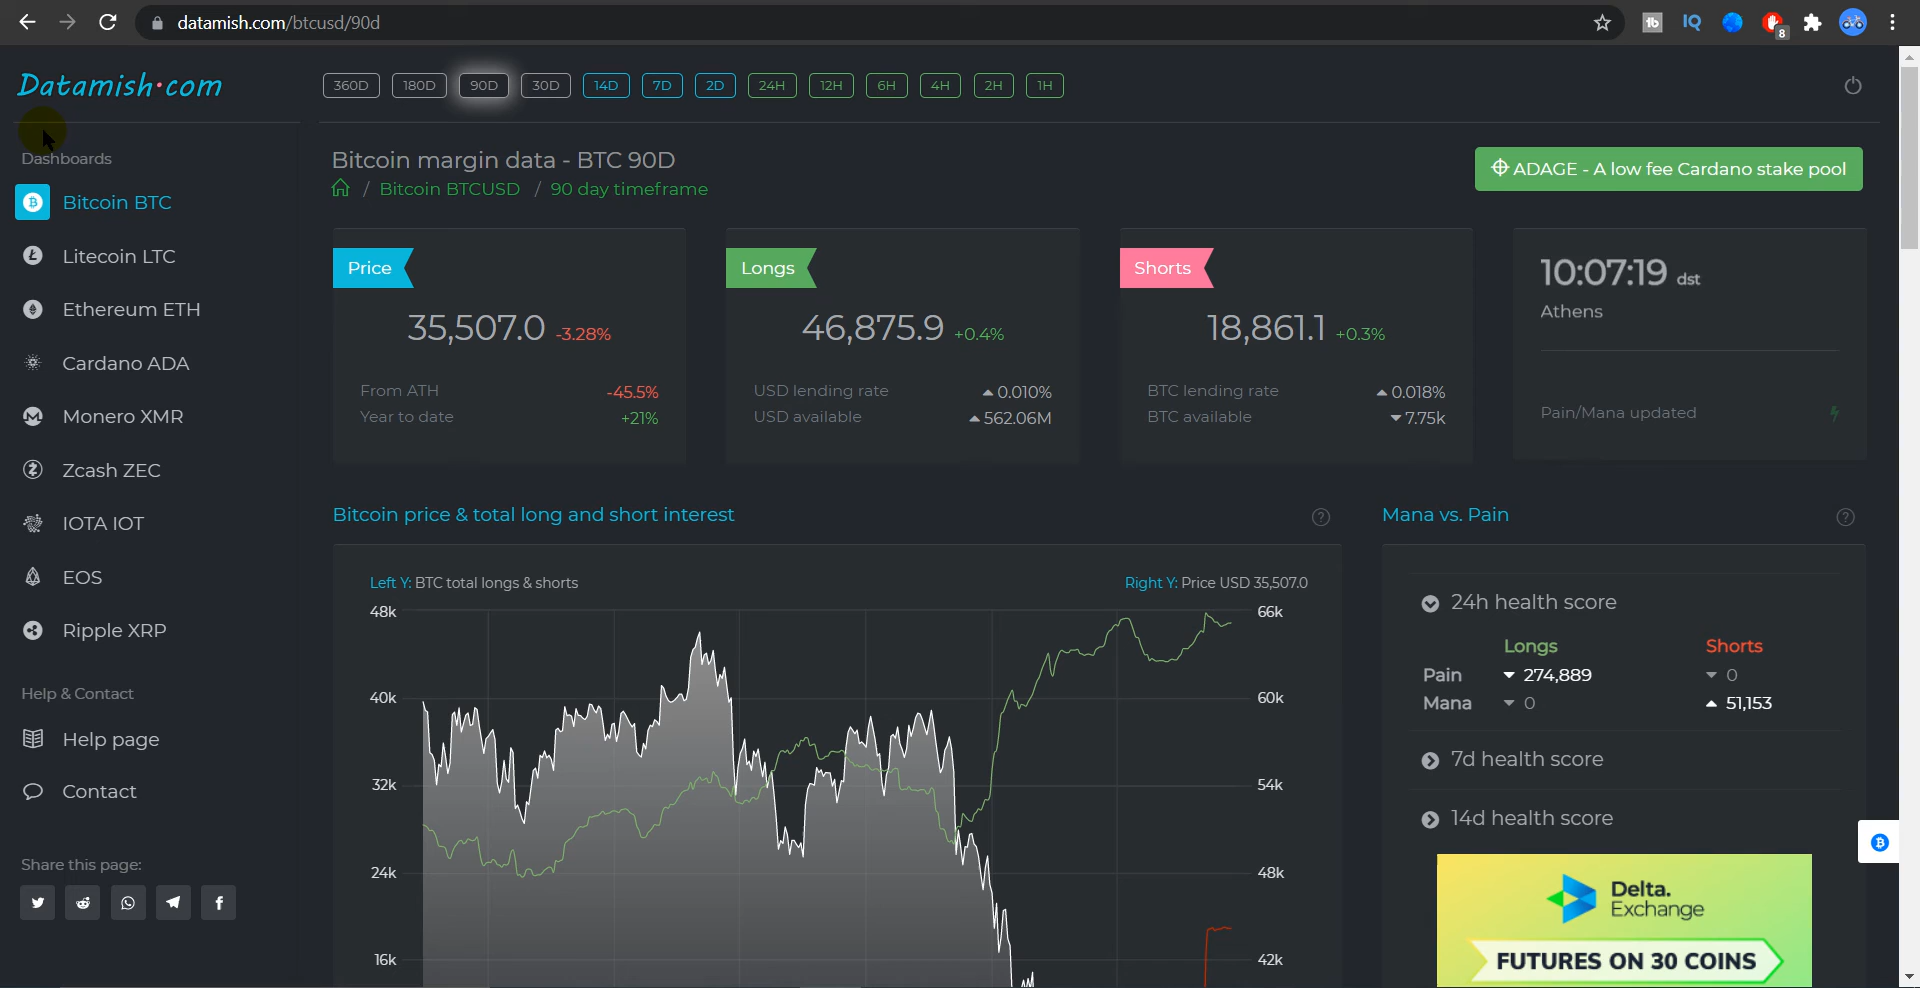 datamish.com/btcusd/90d
tb
IQ
8
Datamish.com
360D 180D 90D 30D 14D 7D 2D 24H 12H 6H 4H 2H 1H
Dashboards
Bitcoin BTC
Litecoin LTC
Ethereum ETH
Cardano ADA
Monero XMR
Zcash ZEC
IOTA IOT
EOS
Ripple XRP
Help & Contact
Help page
Contact
Share this page:
Bitcoin margin data - BTC 90D
/ Bitcoin BTCUSD / 90 day timeframe
ADAGE - A low fee Cardano stake pool
Price
35,507.0 -3.28%
From ATH -45.5%
Year to date +21%
Longs
46,875.9 +0.4%
USD lending rate 0.010%
USD available 562.06M
Shorts
18,861.1 +0.3%
BTC lending rate 0.018%
BTC available 7.75k
10:07:19 dst
Athens
Pain/Mana updated
Bitcoin price & total long and short interest
?
Left Y: BTC total longs & shorts
Right Y: Price USD 35,507.0
48k 66k
40k 60k
32k 54k
24k 48k
16k 42k
Mana vs. Pain
?
24h health score
Longs Shorts
Pain 274,889 0
Mana 0 51,153
7d health score
14d health score
Delta.
Exchange
FUTURES ON 30 COINS